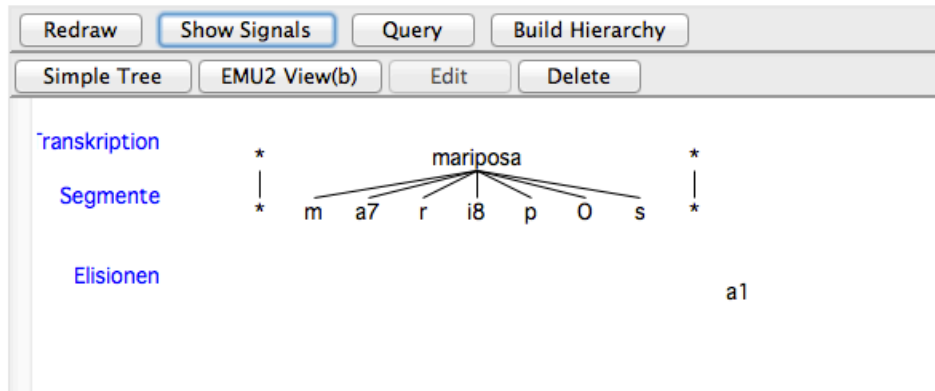 Redraw Show Signals Query Build Hierarchy
Simple Tree EMU2 View(b) Edit Delete
Transkription * mariposa *
Segmente * m a7 r i8 p O s *
Elisionen
a1